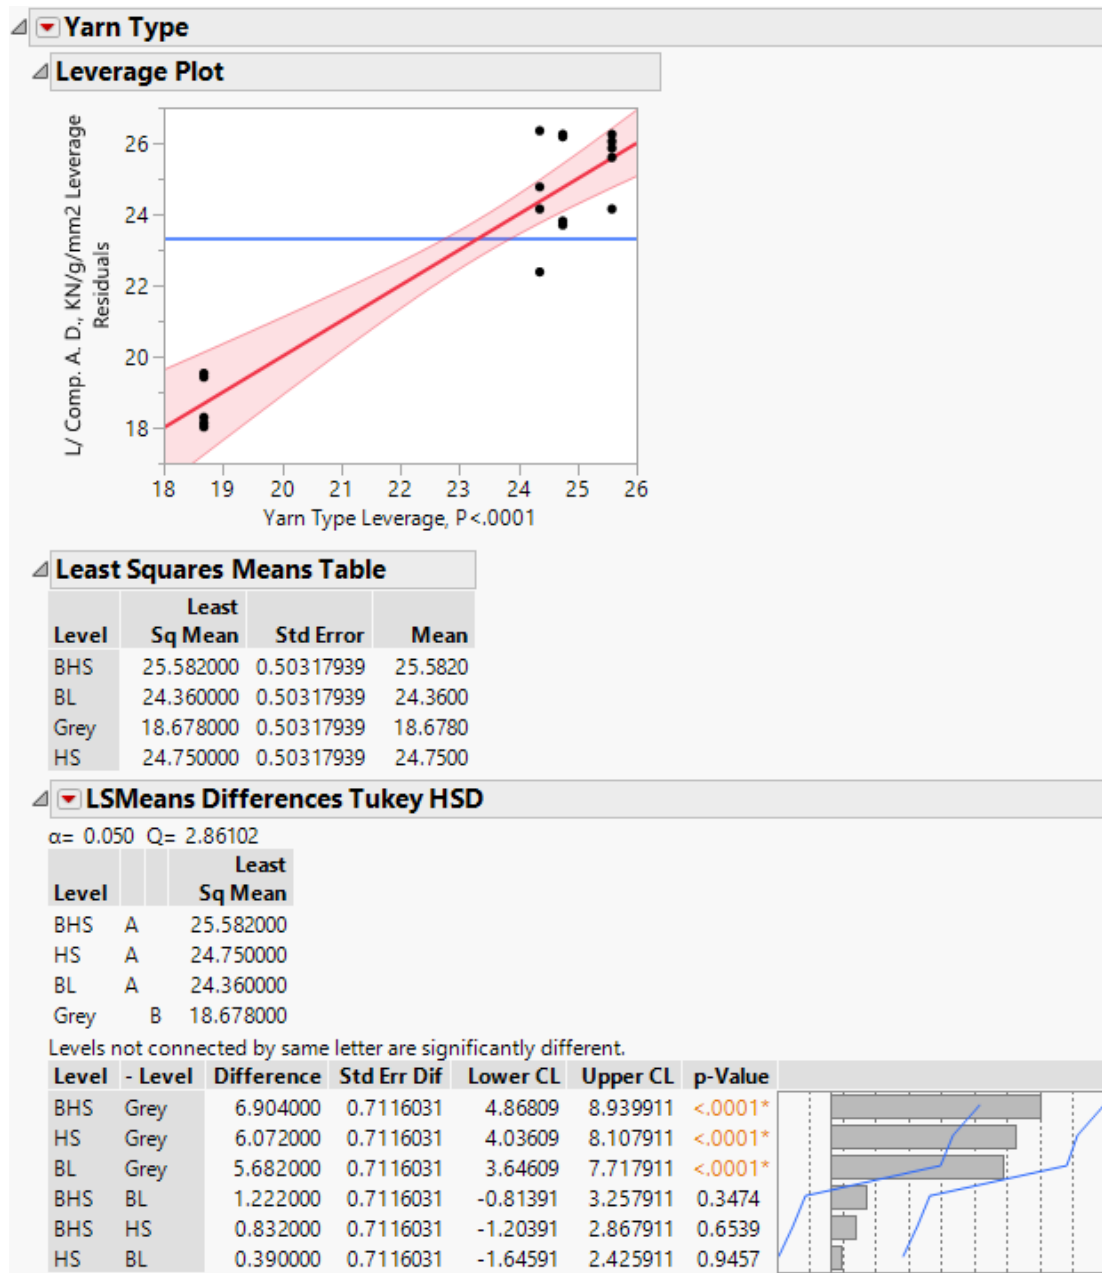 Yarn Type
Leverage Plot
L/ Comp. A. D., KN/g/mm2 Leverage
Residuals
26
24
22
20
18
18 19 20 21 22 23 24 25 26
Yarn Type Leverage, P<.0001
Least Squares Means Table
Least
Level Sq Mean Std Error Mean
BHS 25.582000 0.50317939 25.5820
BL 24.360000 0.50317939 24.3600
Grey 18.678000 0.50317939 18.6780
HS 24.750000 0.50317939 24.7500
LSMeans Differences Tukey HSD
α= 0.050 Q= 2.86102
Least
Level Sq Mean
BHS A 25.582000
HS A 24.750000
BL A 24.360000
Grey B 18.678000
Levels not connected by same letter are significantly different.
Level - Level Difference Std Err Dif Lower CL Upper CL p-Value
BHS Grey 6.904000 0.7116031 4.86809 8.939911 <.0001*
HS Grey 6.072000 0.7116031 4.03609 8.107911 <.0001*
BL Grey 5.682000 0.7116031 3.64609 7.717911 <.0001*
BHS BL 1.222000 0.7116031 -0.81391 3.257911 0.3474
BHS HS 0.832000 0.7116031 -1.20391 2.867911 0.6539
HS BL 0.390000 0.7116031 -1.64591 2.425911 0.9457